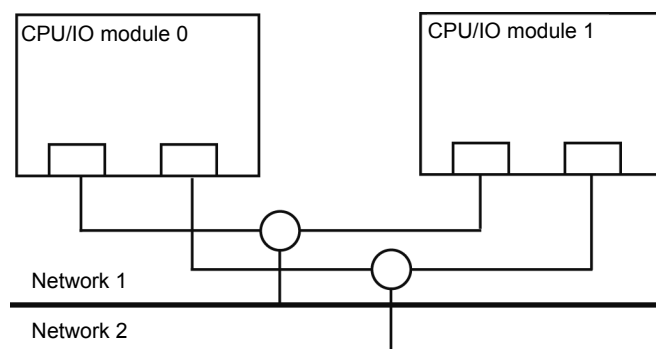 CPU/IO module 0
CPU/IO module 1
Network 1
Network 2